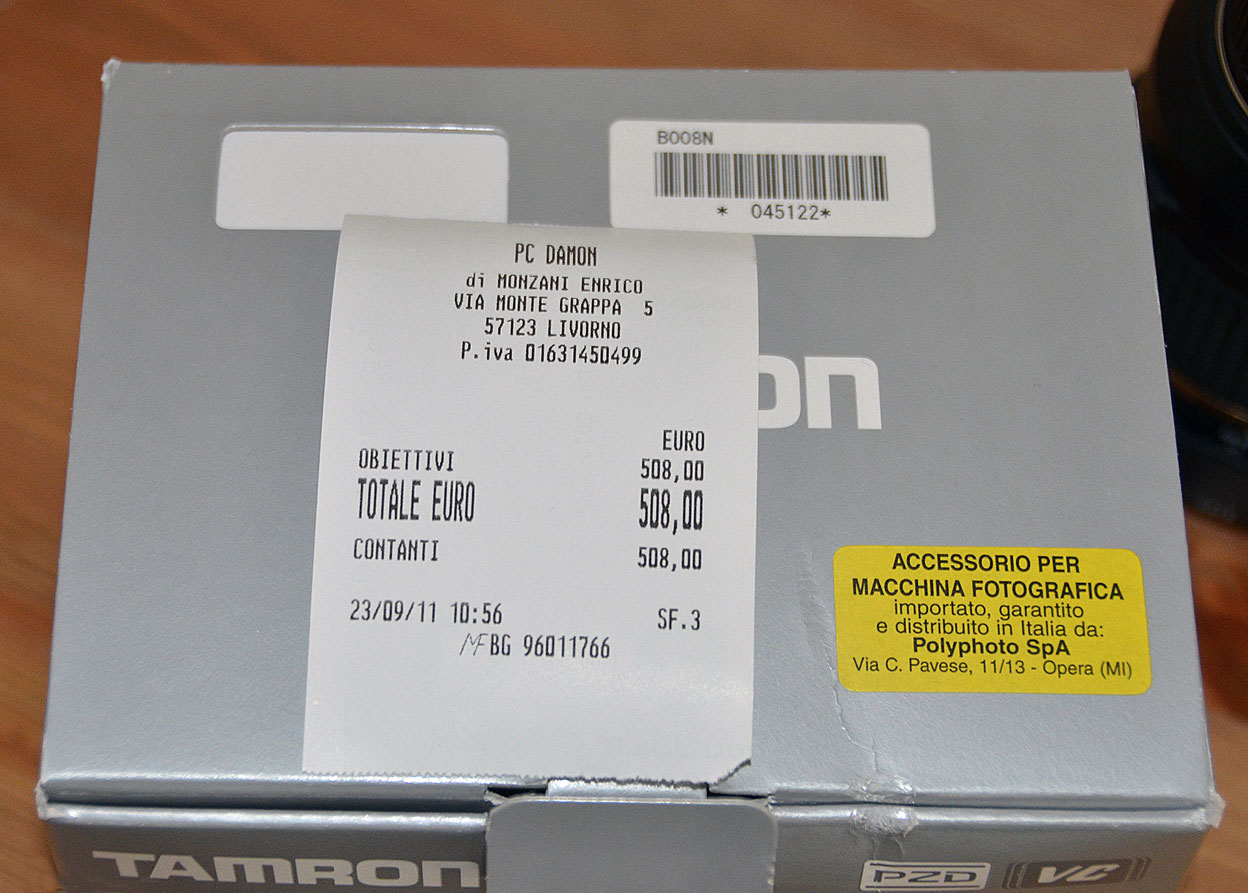 B008N
* 045122*
PC DAMON
di MONZANI ENRICO
VIA MONTE GRAPPA 5
57123 LIVORNO
P.iva 01631450499
on
EURO
OBIETTIVI 508,00
TOTALE EURO 508,00
CONTANTI 508,00
23/09/11 10:56 SF.3
MF BG 96011766
ACCESSORIO PER
MACCHINA FOTOGRAFICA
importato, garantito
e distribuito in Italia da:
Polyphoto SpA
Via C. Pavese, 11/13 - Opera (MI)
TAMRON
PZD VC